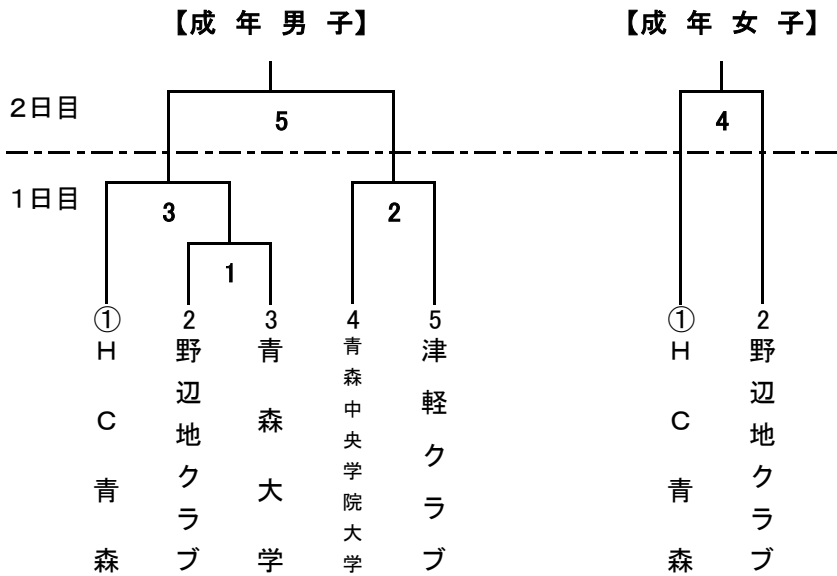 【成 年 男 子】
【成 年 女 子】
2日目
5
4
1日目
3
2
1
①
2
3
4
5
①
2
HC青森
野辺地クラブ
青森大学
青森中央学院大学
津軽クラブ
HC青森
野辺地クラブ